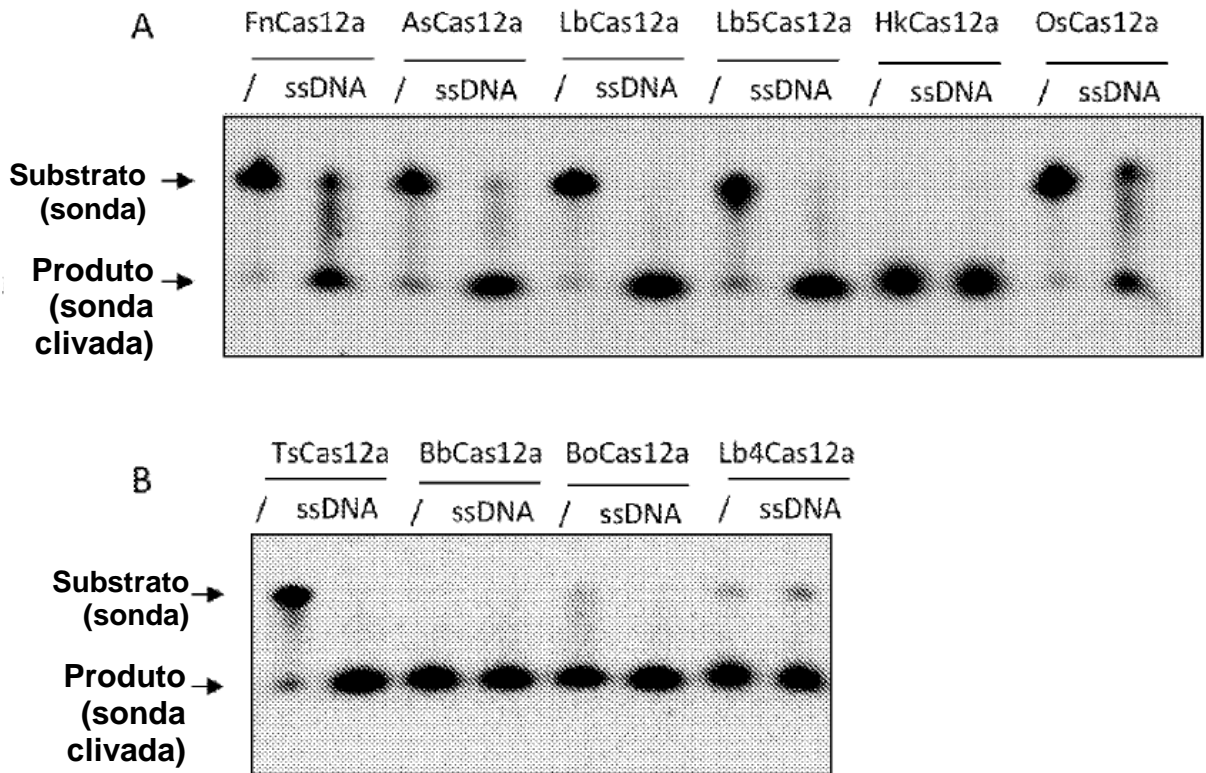 A
FnCas12a AsCas12a LbCas12a Lb5Cas12a HkCas12a OsCas12a
/ ssDNA / ssDNA / ssDNA / ssDNA / ssDNA / ssDNA
Substrato
(sonda)
Produto
(sonda
clivada)
B
TsCas12a BbCas12a BoCas12a Lb4Cas12a
/ ssDNA / ssDNA / ssDNA / ssDNA
Substrato
(sonda)
Produto
(sonda
clivada)